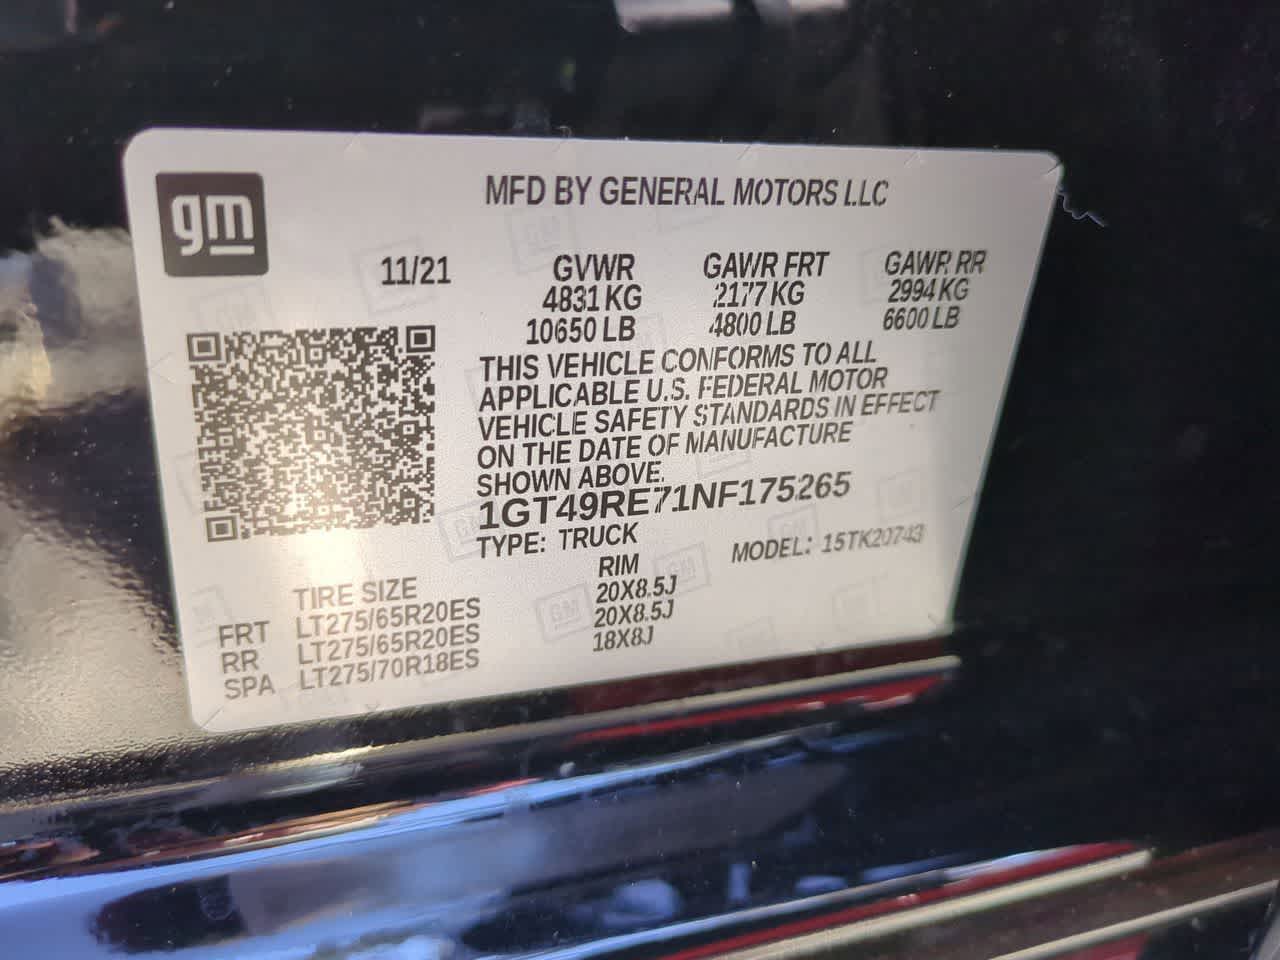 gm
MFD BY GENERAL MOTORS LLC
11/21 GVWR GAWR FRT GAWR RR
4831 KG 2177 KG 2994 KG
10650 LB 4800 LB 6600 LB
THIS VEHICLE CONFORMS TO ALL
APPLICABLE U.S. FEDERAL MOTOR
VEHICLE SAFETY STANDARDS IN EFFECT
ON THE DATE OF MANUFACTURE
SHOWN ABOVE.
1GT49RE71NF175265
TYPE: TRUCK MODEL: 15TK20743
TIRE SIZE RIM
FRT LT275/65R20ES 20X8.5J
RR LT275/65R20ES 20X8.5J
SPA LT275/70R18ES 18X8J